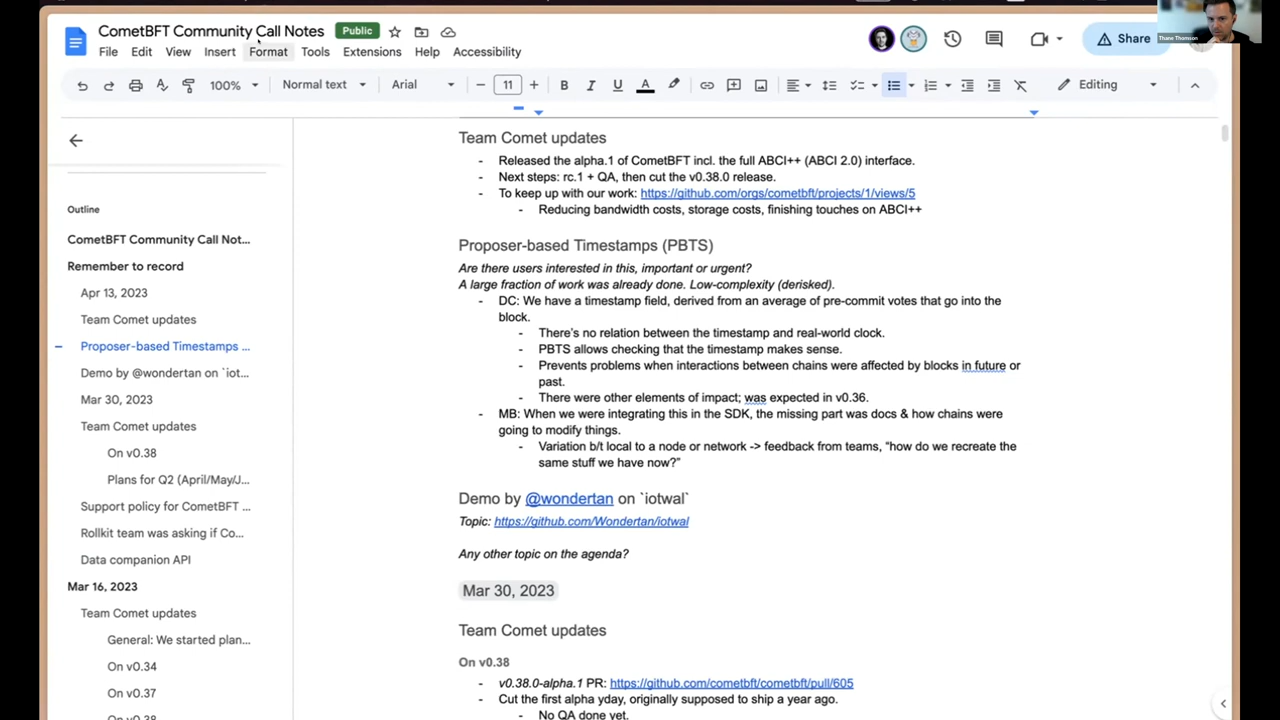 CometBFT Community Call Notes Public
Thane Thomson
File Edit View Insert Format Tools Extensions Help Accessibility
Share
100% Normal text Arial 11 Editing
Outline
CometBFT Community Call Not...
Remember to record
Apr 13, 2023
Team Comet updates
Proposer-based Timestamps ...
Demo by @wondertan on `iot...
Mar 30, 2023
Team Comet updates
On v0.38
Plans for Q2 (April/May/J...
Support policy for CometBFT ...
Rollkit team was asking if Co...
Data companion API
Mar 16, 2023
Team Comet updates
General: We started plan...
On v0.34
On v0.37
On v0.38
Team Comet updates
- Released the alpha.1 of CometBFT incl. the full ABCI++ (ABCI 2.0) interface.
- Next steps: rc.1 + QA, then cut the v0.38.0 release.
- To keep up with our work: https://github.com/orgs/cometbft/projects/1/views/5
- Reducing bandwidth costs, storage costs, finishing touches on ABCI++
Proposer-based Timestamps (PBTS)
Are there users interested in this, important or urgent?
A large fraction of work was already done. Low-complexity (derisked).
- DC: We have a timestamp field, derived from an average of pre-commit votes that go into the
block.
- There's no relation between the timestamp and real-world clock.
- PBTS allows checking that the timestamp makes sense.
- Prevents problems when interactions between chains were affected by blocks in future or
past.
- There were other elements of impact; was expected in v0.36.
- MB: When we were integrating this in the SDK, the missing part was docs & how chains were
going to modify things.
- Variation b/t local to a node or network -> feedback from teams, "how do we recreate the
same stuff we have now?"
Demo by @wondertan on `iotwal`
Topic: https://github.com/Wondertan/iotwal
Any other topic on the agenda?
Mar 30, 2023
Team Comet updates
On v0.38
- v0.38.0-alpha.1 PR: https://github.com/cometbft/cometbft/pull/605
- Cut the first alpha yday, originally supposed to ship a year ago.
- No QA done yet.